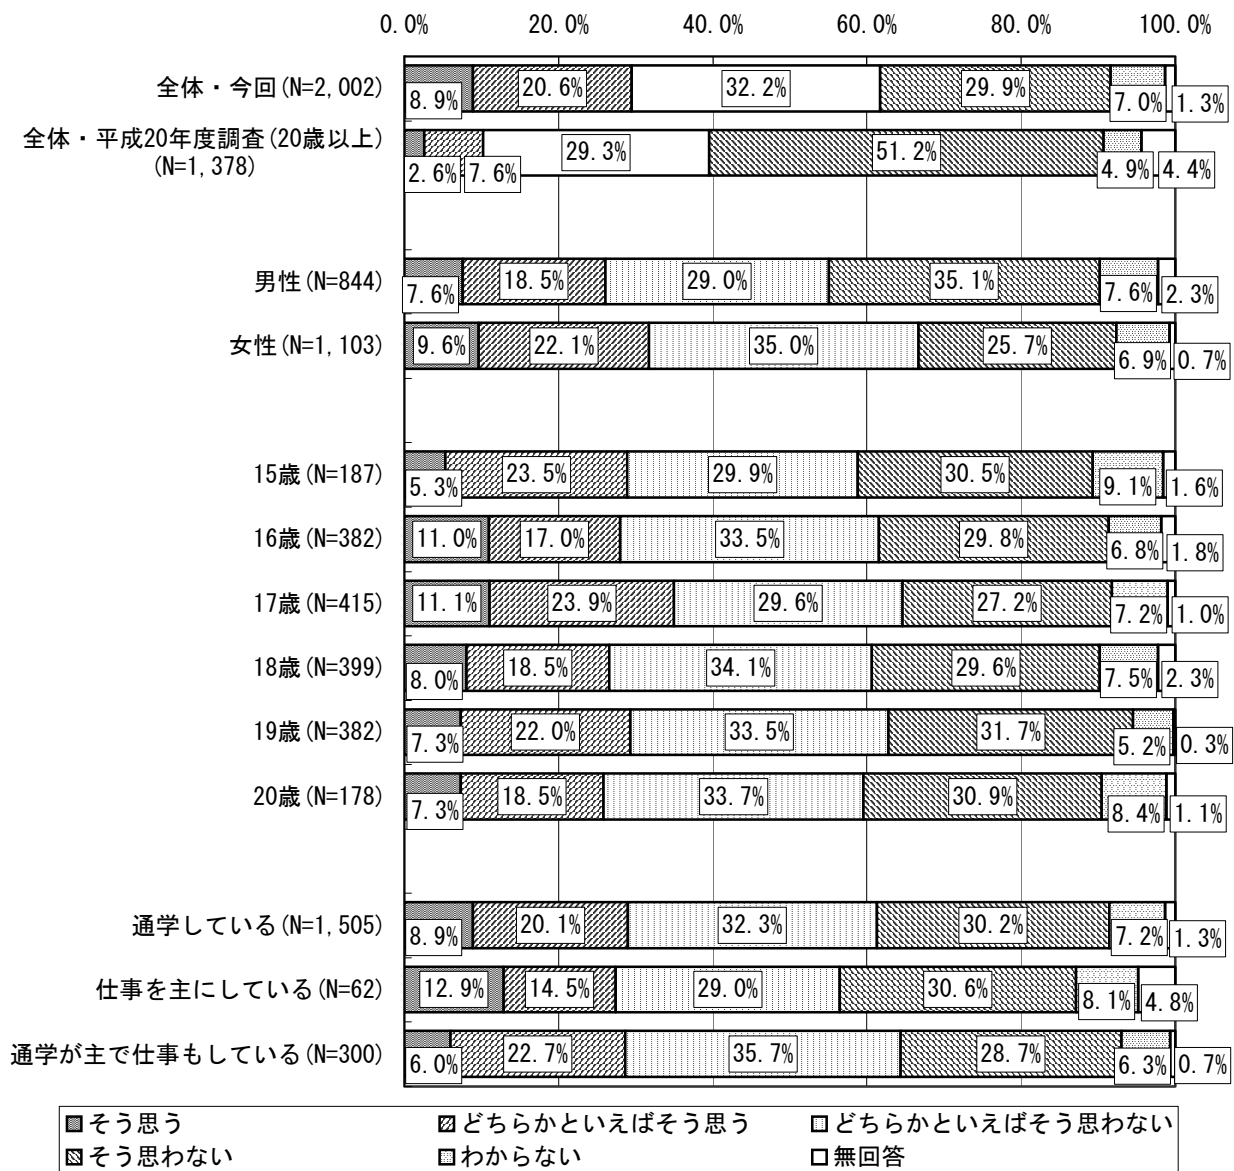 0.0% 20.0% 40.0% 60.0% 80.0% 100.0%
全体・今回(N=2,002) 8.9% 20.6% 32.2% 29.9% 7.0% 1.3%
全体・平成20年度調査(20歳以上)
(N=1,378) 2.6% 7.6% 29.3% 51.2% 4.9% 4.4%
男性(N=844) 7.6% 18.5% 29.0% 35.1% 7.6% 2.3%
女性(N=1,103) 9.6% 22.1% 35.0% 25.7% 6.9% 0.7%
15歳(N=187) 5.3% 23.5% 29.9% 30.5% 9.1% 1.6%
16歳(N=382) 11.0% 17.0% 33.5% 29.8% 6.8% 1.8%
17歳(N=415) 11.1% 23.9% 29.6% 27.2% 7.2% 1.0%
18歳(N=399) 8.0% 18.5% 34.1% 29.6% 7.5% 2.3%
19歳(N=382) 7.3% 22.0% 33.5% 31.7% 5.2% 0.3%
20歳(N=178) 7.3% 18.5% 33.7% 30.9% 8.4% 1.1%
通学している(N=1,505) 8.9% 20.1% 32.3% 30.2% 7.2% 1.3%
仕事を主にしている(N=62) 12.9% 14.5% 29.0% 30.6% 8.1% 4.8%
通学が主で仕事もしている(N=300) 6.0% 22.7% 35.7% 28.7% 6.3% 0.7%
そう思う どちらかといえばそう思う どちらかといえばそう思わない
そう思わない わからない 無回答